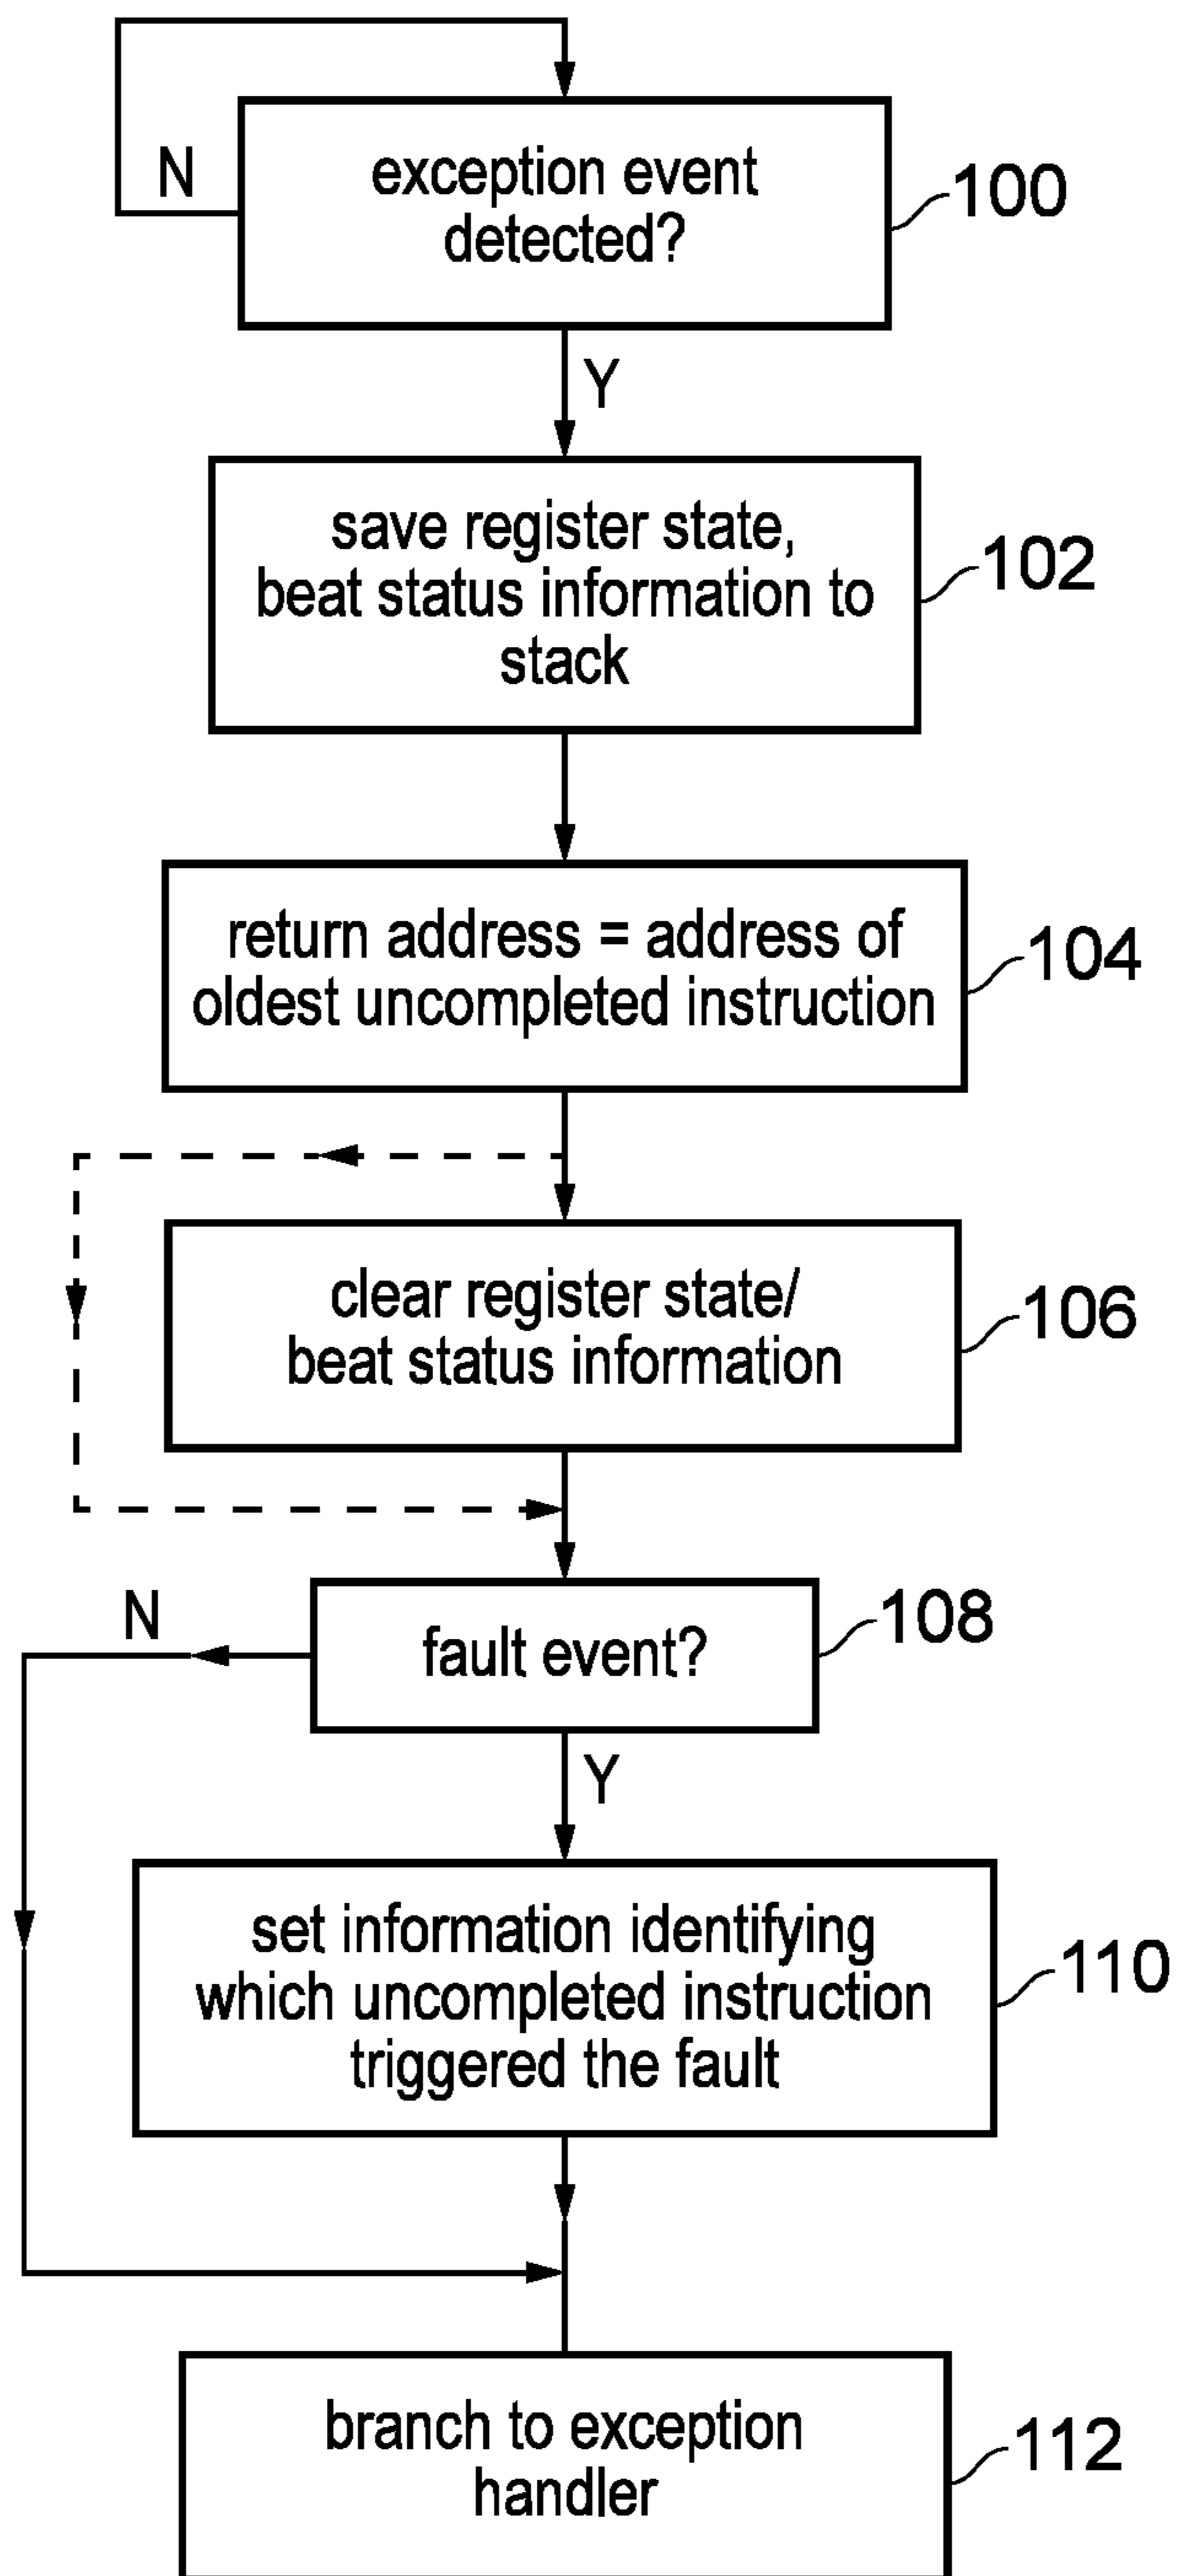 N
exception event
detected?
100
Y
save register state,
beat status information to
stack
102
return address = address of
oldest uncompleted instruction
104
clear register state/
beat status information
106
N
fault event?
108
Y
set information identifying
which uncompleted instruction
triggered the fault
110
branch to exception
handler
112